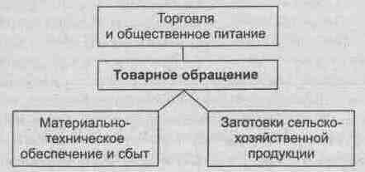 Торговля
и общественное питание
Товарное обращение
Материально-
техническое
обеспечение и сбыт
Заготовки сельско-
хозяйственной
продукции